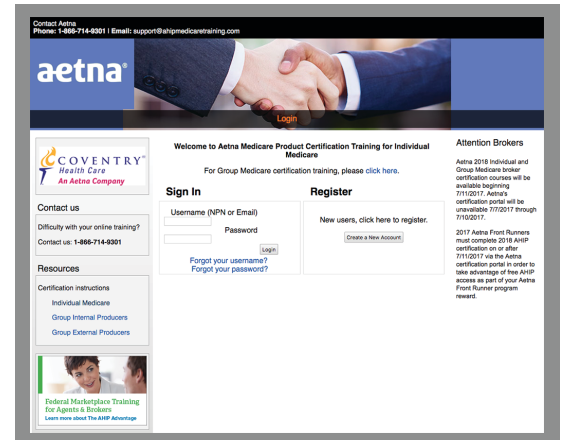 Contact Aetna
Phone: 1-866-714-9301 | Email: support@ahipmedicaretraining.com
aetna®
Login
COVENTRY®
Health Care
An Aetna Company
Contact us
Difficulty with your online training?
Contact us: 1-866-714-9301
Resources
Certification instructions
Individual Medicare
Group Internal Producers
Group External Producers
Federal Marketplace Training
for Agents & Brokers
Learn more about The AHIP Advantage
Welcome to Aetna Medicare Product Certification Training for Individual
Medicare
For Group Medicare certification training, please click here.
Sign In
Username (NPN or Email)
Password
Login
Forgot your username?
Forgot your password?
Register
New users, click here to register.
Create a New Account
Attention Brokers
Aetna 2018 Individual and
Group Medicare broker
certification courses will be
available beginning
7/11/2017. Aetna's
certification portal will be
unavailable 7/7/2017 through
7/10/2017.
2017 Aetna Front Runners
must complete 2018 AHIP
certification on or after
7/11/2017 via the Aetna
certification portal in order to
take advantage of free AHIP
access as part of your Aetna
Front Runner program
reward.